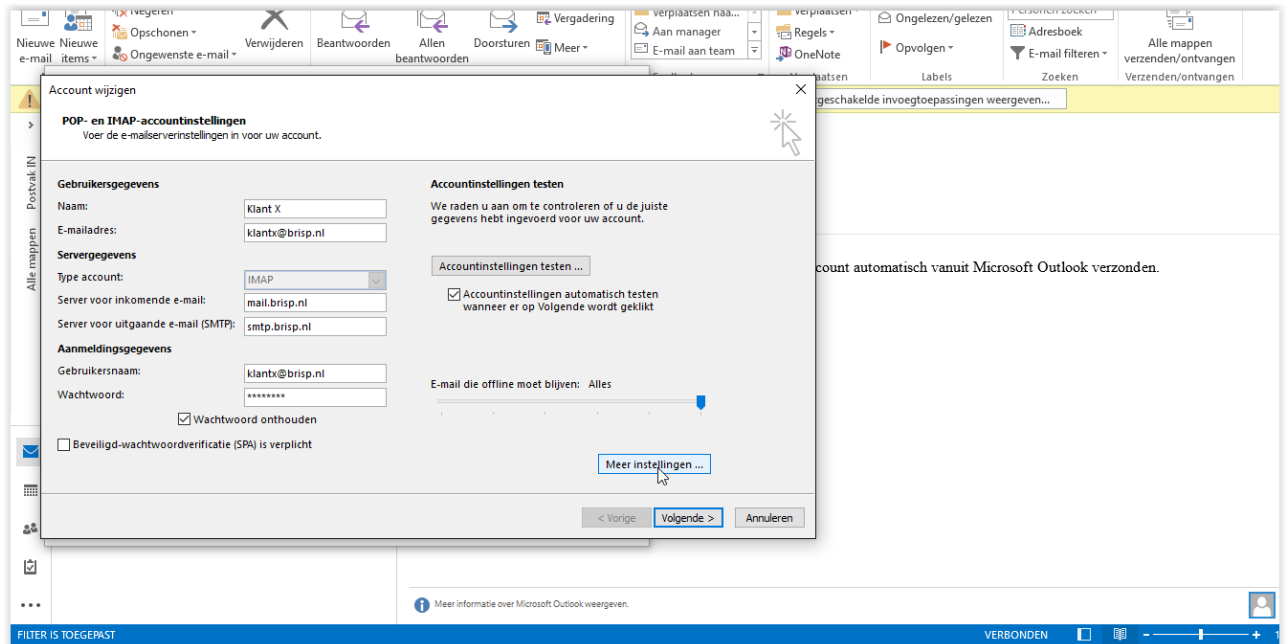 Negeren
Opschonen
Ongewenste e-mail
Nieuwe e-mail
Nieuwe items
Verwijderen
Beantwoorden
Allen beantwoorden
Doorsturen
Vergadering
Meer
Verplaatsen naa...
Aan manager
E-mail aan team
Verplaatsen
Regels
OneNote
Ongelezen/gelezen
Opvolgen
Labels
Personen zoeken
Adresboek
E-mail filteren
Zoeken
Alle mappen verzenden/ontvangen
Verzenden/ontvangen
geschakelde invoegtoepassingen weergeven...
Postvak IN
Alle mappen
Account wijzigen
POP- en IMAP-accountinstellingen
Voer de e-mailserverinstellingen in voor uw account.
Gebruikersgegevens
Naam: Klant X
E-mailadres: klantx@brisp.nl
Servergegevens
Type account: IMAP
Server voor inkomende e-mail: mail.brisp.nl
Server voor uitgaande e-mail (SMTP): smtp.brisp.nl
Aanmeldingsgegevens
Gebruikersnaam: klantx@brisp.nl
Wachtwoord: ********
Wachtwoord onthouden
Beveiligd-wachtwoordverificatie (SPA) is verplicht
Accountinstellingen testen
We raden u aan om te controleren of u de juiste
gegevens hebt ingevoerd voor uw account.
Accountinstellingen testen ...
Accountinstellingen automatisch testen
wanneer er op Volgende wordt geklikt
E-mail die offline moet blijven: Alles
Meer instellingen ...
< Vorige
Volgende >
Annuleren
count automatisch vanuit Microsoft Outlook verzonden.
Meer informatie over Microsoft Outlook weergeven.
FILTER IS TOEGEPAST
VERBONDEN